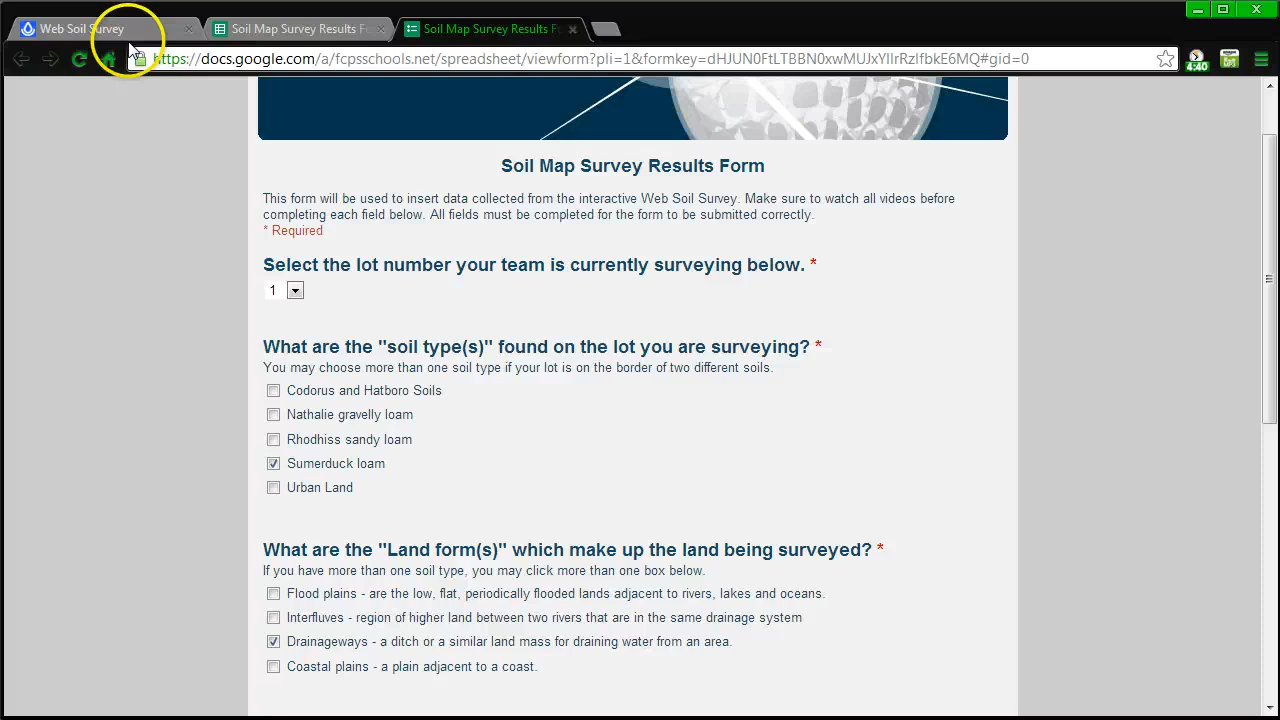 Web Soil Survey
Soil Map Survey Results F
Soil Map Survey Results F
https://docs.google.com/a/fcpsschools.net/spreadsheet/viewform?pli=1&formkey=dHJUN0FtLTBBN0xwMUJxYllrRzlfbkE6MQ#gid=0
4:40
Soil Map Survey Results Form
This form will be used to insert data collected from the interactive Web Soil Survey. Make sure to watch all videos before
completing each field below. All fields must be completed for the form to be submitted correctly.
* Required
Select the lot number your team is currently surveying below. *
1
What are the "soil type(s)" found on the lot you are surveying? *
You may choose more than one soil type if your lot is on the border of two different soils.
Codorus and Hatboro Soils
Nathalie gravelly loam
Rhodhiss sandy loam
Sumerduck loam
Urban Land
What are the "Land form(s)" which make up the land being surveyed? *
If you have more than one soil type, you may click more than one box below.
Flood plains - are the low, flat, periodically flooded lands adjacent to rivers, lakes and oceans.
Interfluves - region of higher land between two rivers that are in the same drainage system
Drainageways - a ditch or a similar land mass for draining water from an area.
Coastal plains - a plain adjacent to a coast.